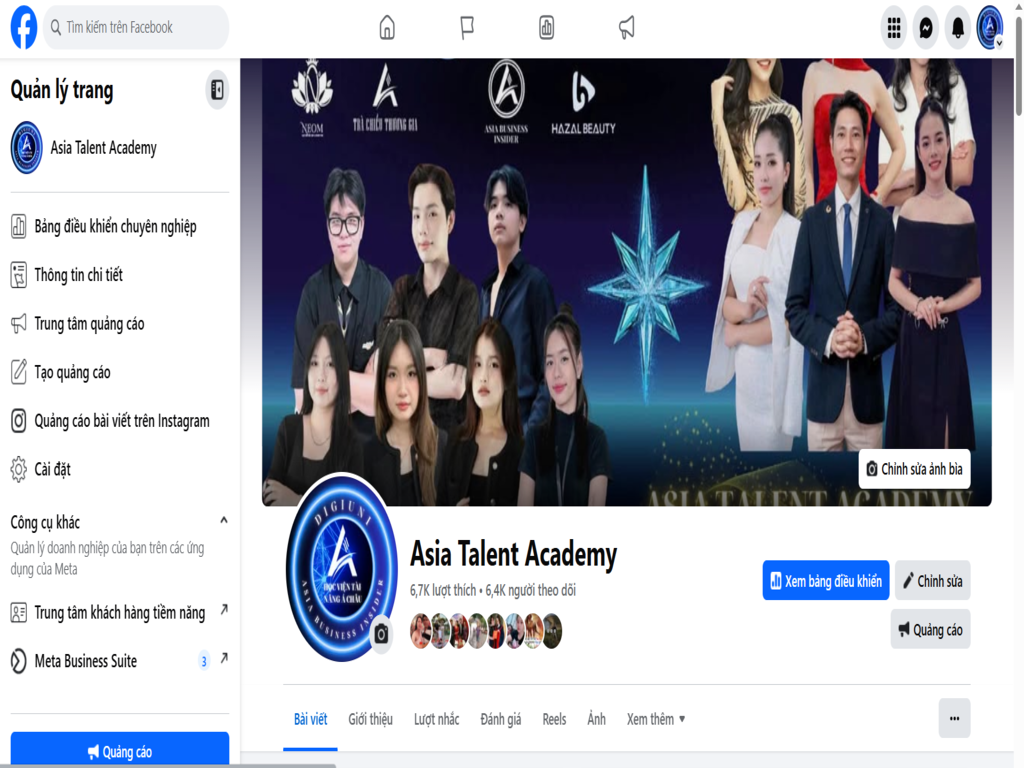 Tìm kiếm trên Facebook
Quản lý trang
Asia Talent Academy
Bảng điều khiển chuyên nghiệp
Thông tin chi tiết
Trung tâm quảng cáo
Tạo quảng cáo
Quảng cáo bài viết trên Instagram
Cài đặt
Công cụ khác
Quản lý doanh nghiệp của bạn trên các ứng
dụng của Meta
Trung tâm khách hàng tiềm năng
Meta Business Suite
3
Quảng cáo
NEOM
TRÀ CHIỀU THƯƠNG GIA
ASIA BUSINESS
INSIDER
HAZAL BEAUTY
ASIA TALENT ACADEMY
Chỉnh sửa ảnh bìa
DIGIUNI
HỌC VIỆN TÀI
NĂNG Á CHÂU
ASIA BUSINESS INSIDER
Asia Talent Academy
6,7K lượt thích • 6,4K người theo dõi
Xem bảng điều khiển
Chỉnh sửa
Quảng cáo
Bài viết
Giới thiệu
Lượt nhắc
Đánh giá
Reels
Ảnh
Xem thêm